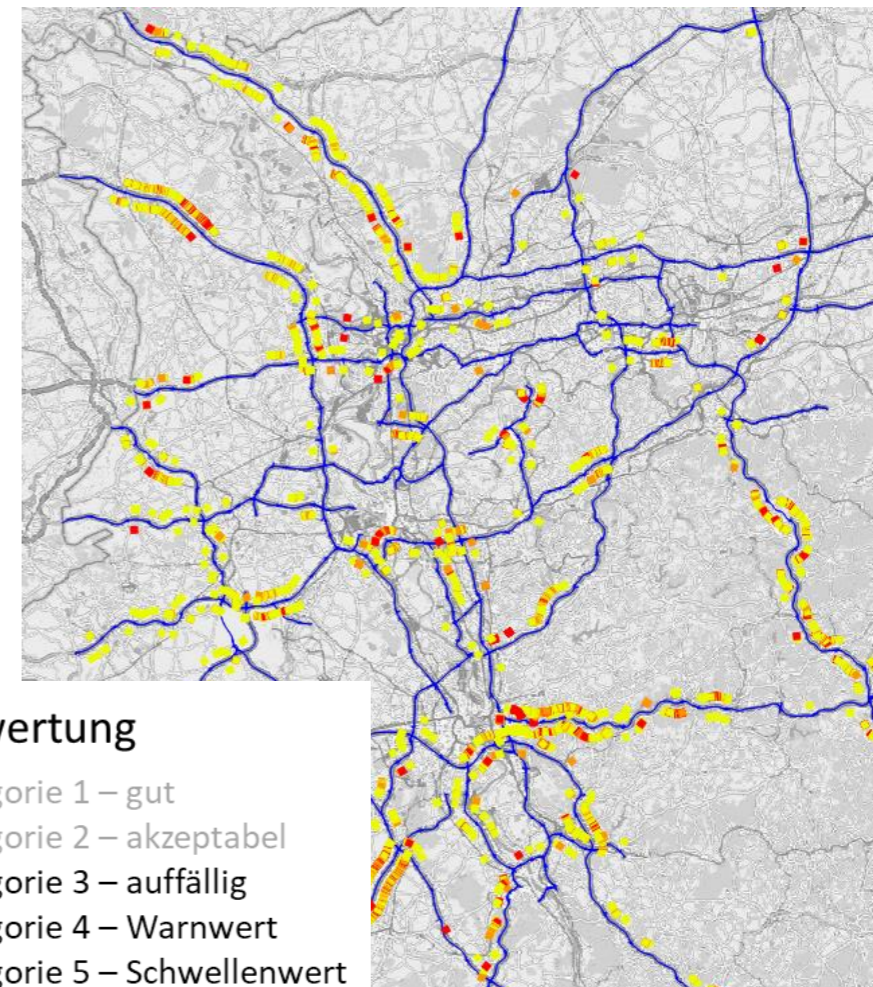 wertung
gorie 1 – gut
gorie 2 – akzeptabel
gorie 3 – auffällig
gorie 4 – Warnwert
gorie 5 – Schwellenwert